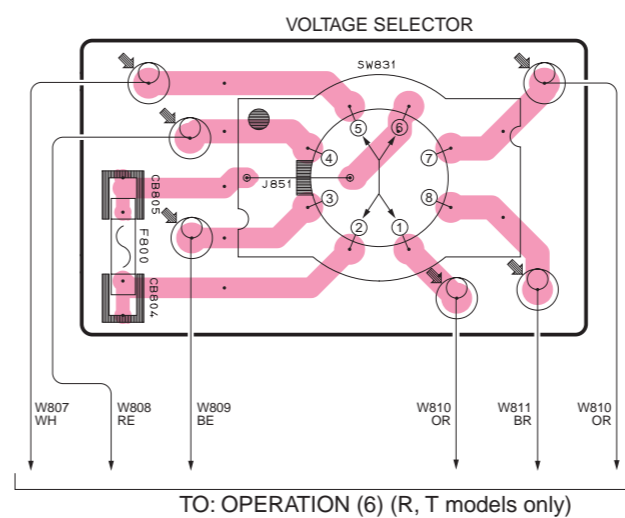 VOLTAGE SELECTOR
SW831
5
6
4
7
CB805
J851
3
8
F800
2
1
CB804
W807
WH
W808
RE
W809
BE
W810
OR
W811
BR
W810
OR
TO: OPERATION (6) (R, T models only)